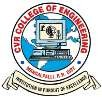 CVR COLLEGE OF ENGINEERING
INSTITUTION IN PURSUIT OF EXCELLENCE